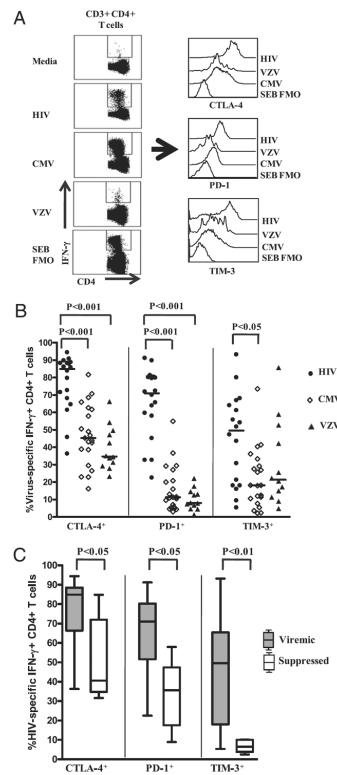 A
CD3+ CD4+
T cells
Media
HIV
CMV
VZV
SEB
FMO
IFN-γ
CD4
HIV
VZV
CMV
SEB FMO
CTLA-4
HIV
VZV
CMV
SEB FMO
PD-1
HIV
VZV
CMV
SEB FMO
TIM-3
B
%Virus-specific IFN-γ+ CD4+ T cells
100
90
80
70
60
50
40
30
20
10
0
P<0.001
P<0.001
P<0.001
P<0.001
P<0.05
HIV
CMV
VZV
CTLA-4+
PD-1+
TIM-3+
C
%HIV-specific IFN-γ+ CD4+ T cells
100
90
80
70
60
50
40
30
20
10
0
P<0.05
P<0.05
P<0.01
Viremic
Suppressed
CTLA-4+
PD-1+
TIM-3+